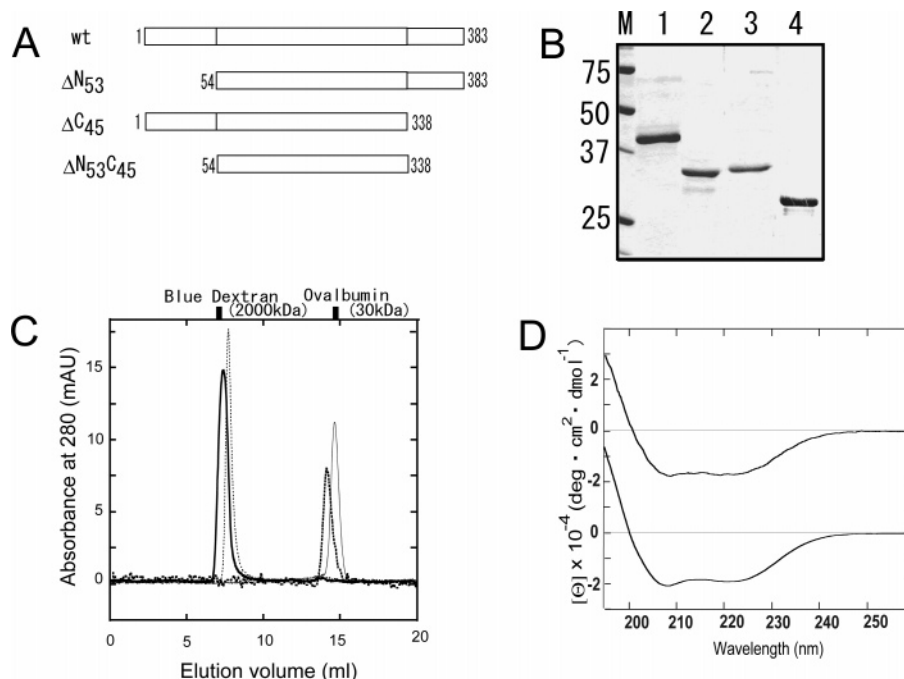 A
wt 1 383
ΔN53 54 383
ΔC45 1 338
ΔN53C45 54 338
B
M 1 2 3 4
75
50
37
25
C
Blue Dextran (2000kDa) Ovalbumin (30kDa)
Absorbance at 280 (mAU)
15
10
5
0
0 5 10 15 20
Elution volume (ml)
D
[Θ] x 10⁻⁴ (deg・cm²・dmol⁻¹)
2
0
-2
0
-2
200 210 220 230 240 250
Wavelength (nm)